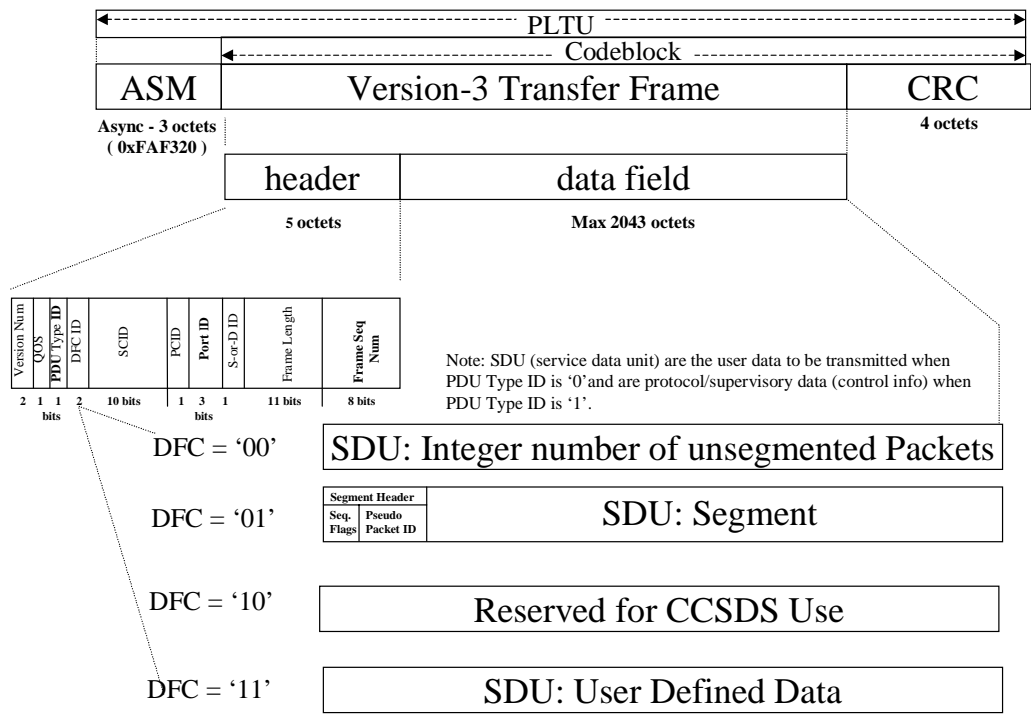 PLTU
Codeblock
ASM
Version-3 Transfer Frame
CRC
Async - 3 octets
( 0xFAF320 )
4 octets
header
data field
5 octets
Max 2043 octets
Version Num
QOS
PDU Type ID
DFC ID
SCID
PCID
Port ID
S-or-D ID
Frame Length
Frame Seq
Num
2 1 1 2 10 bits 1 3 1 11 bits 8 bits
bits
bits
Note: SDU (service data unit) are the user data to be transmitted when
PDU Type ID is ‘0’and are protocol/supervisory data (control info) when
PDU Type ID is ‘1’.
DFC = ‘00’
SDU: Integer number of unsegmented Packets
DFC = ‘01’
Segment Header
Seq.
Flags
Pseudo
Packet ID
SDU: Segment
DFC = ‘10’
Reserved for CCSDS Use
DFC = ‘11’
SDU: User Defined Data